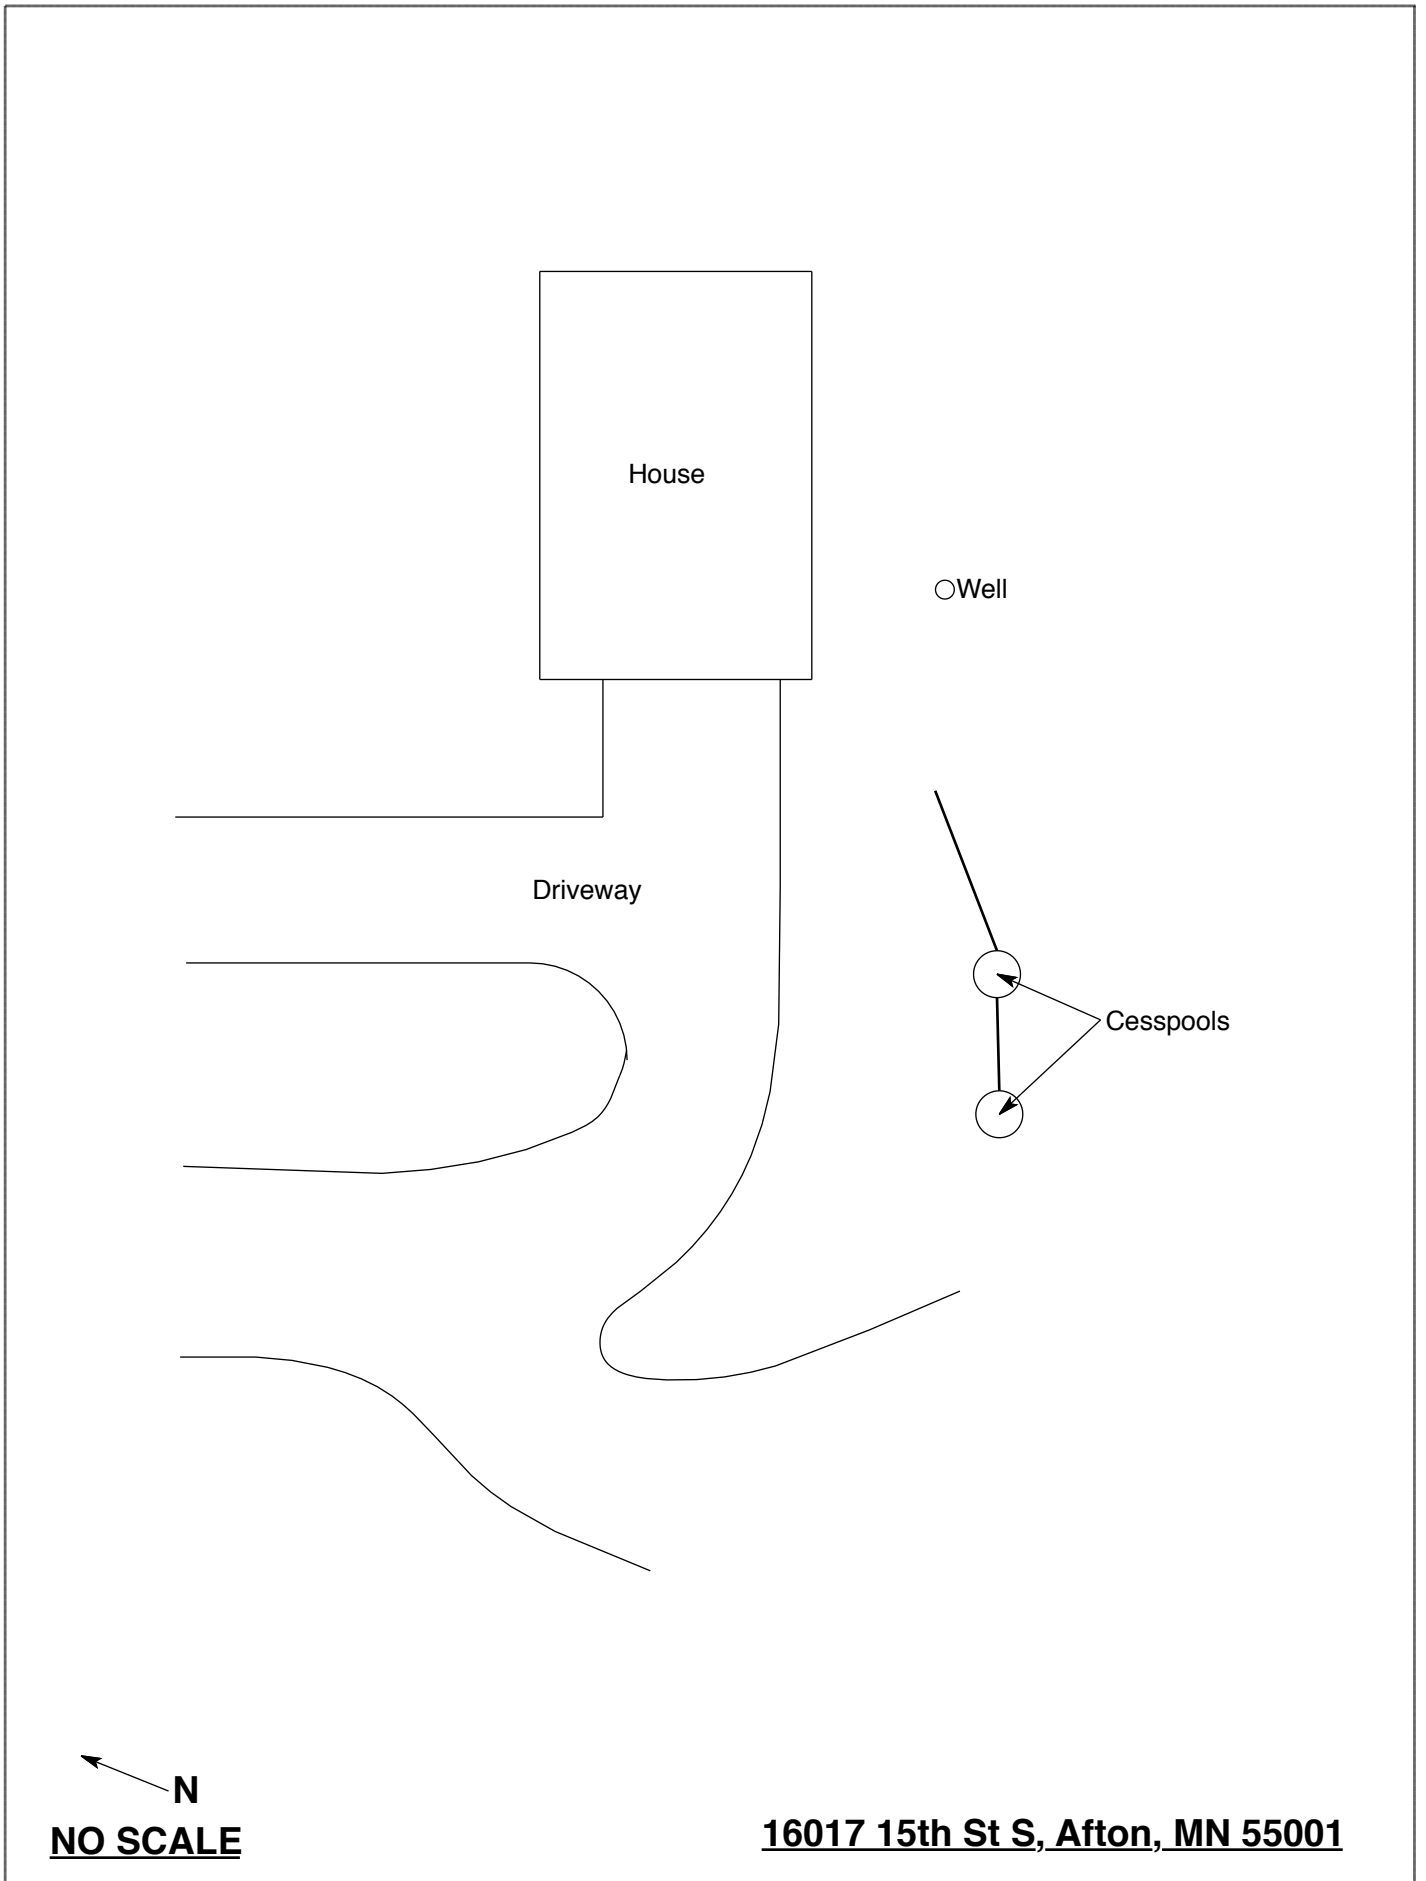 House
Well
Driveway
Cesspools
N
NO SCALE
16017 15th St S, Afton, MN 55001